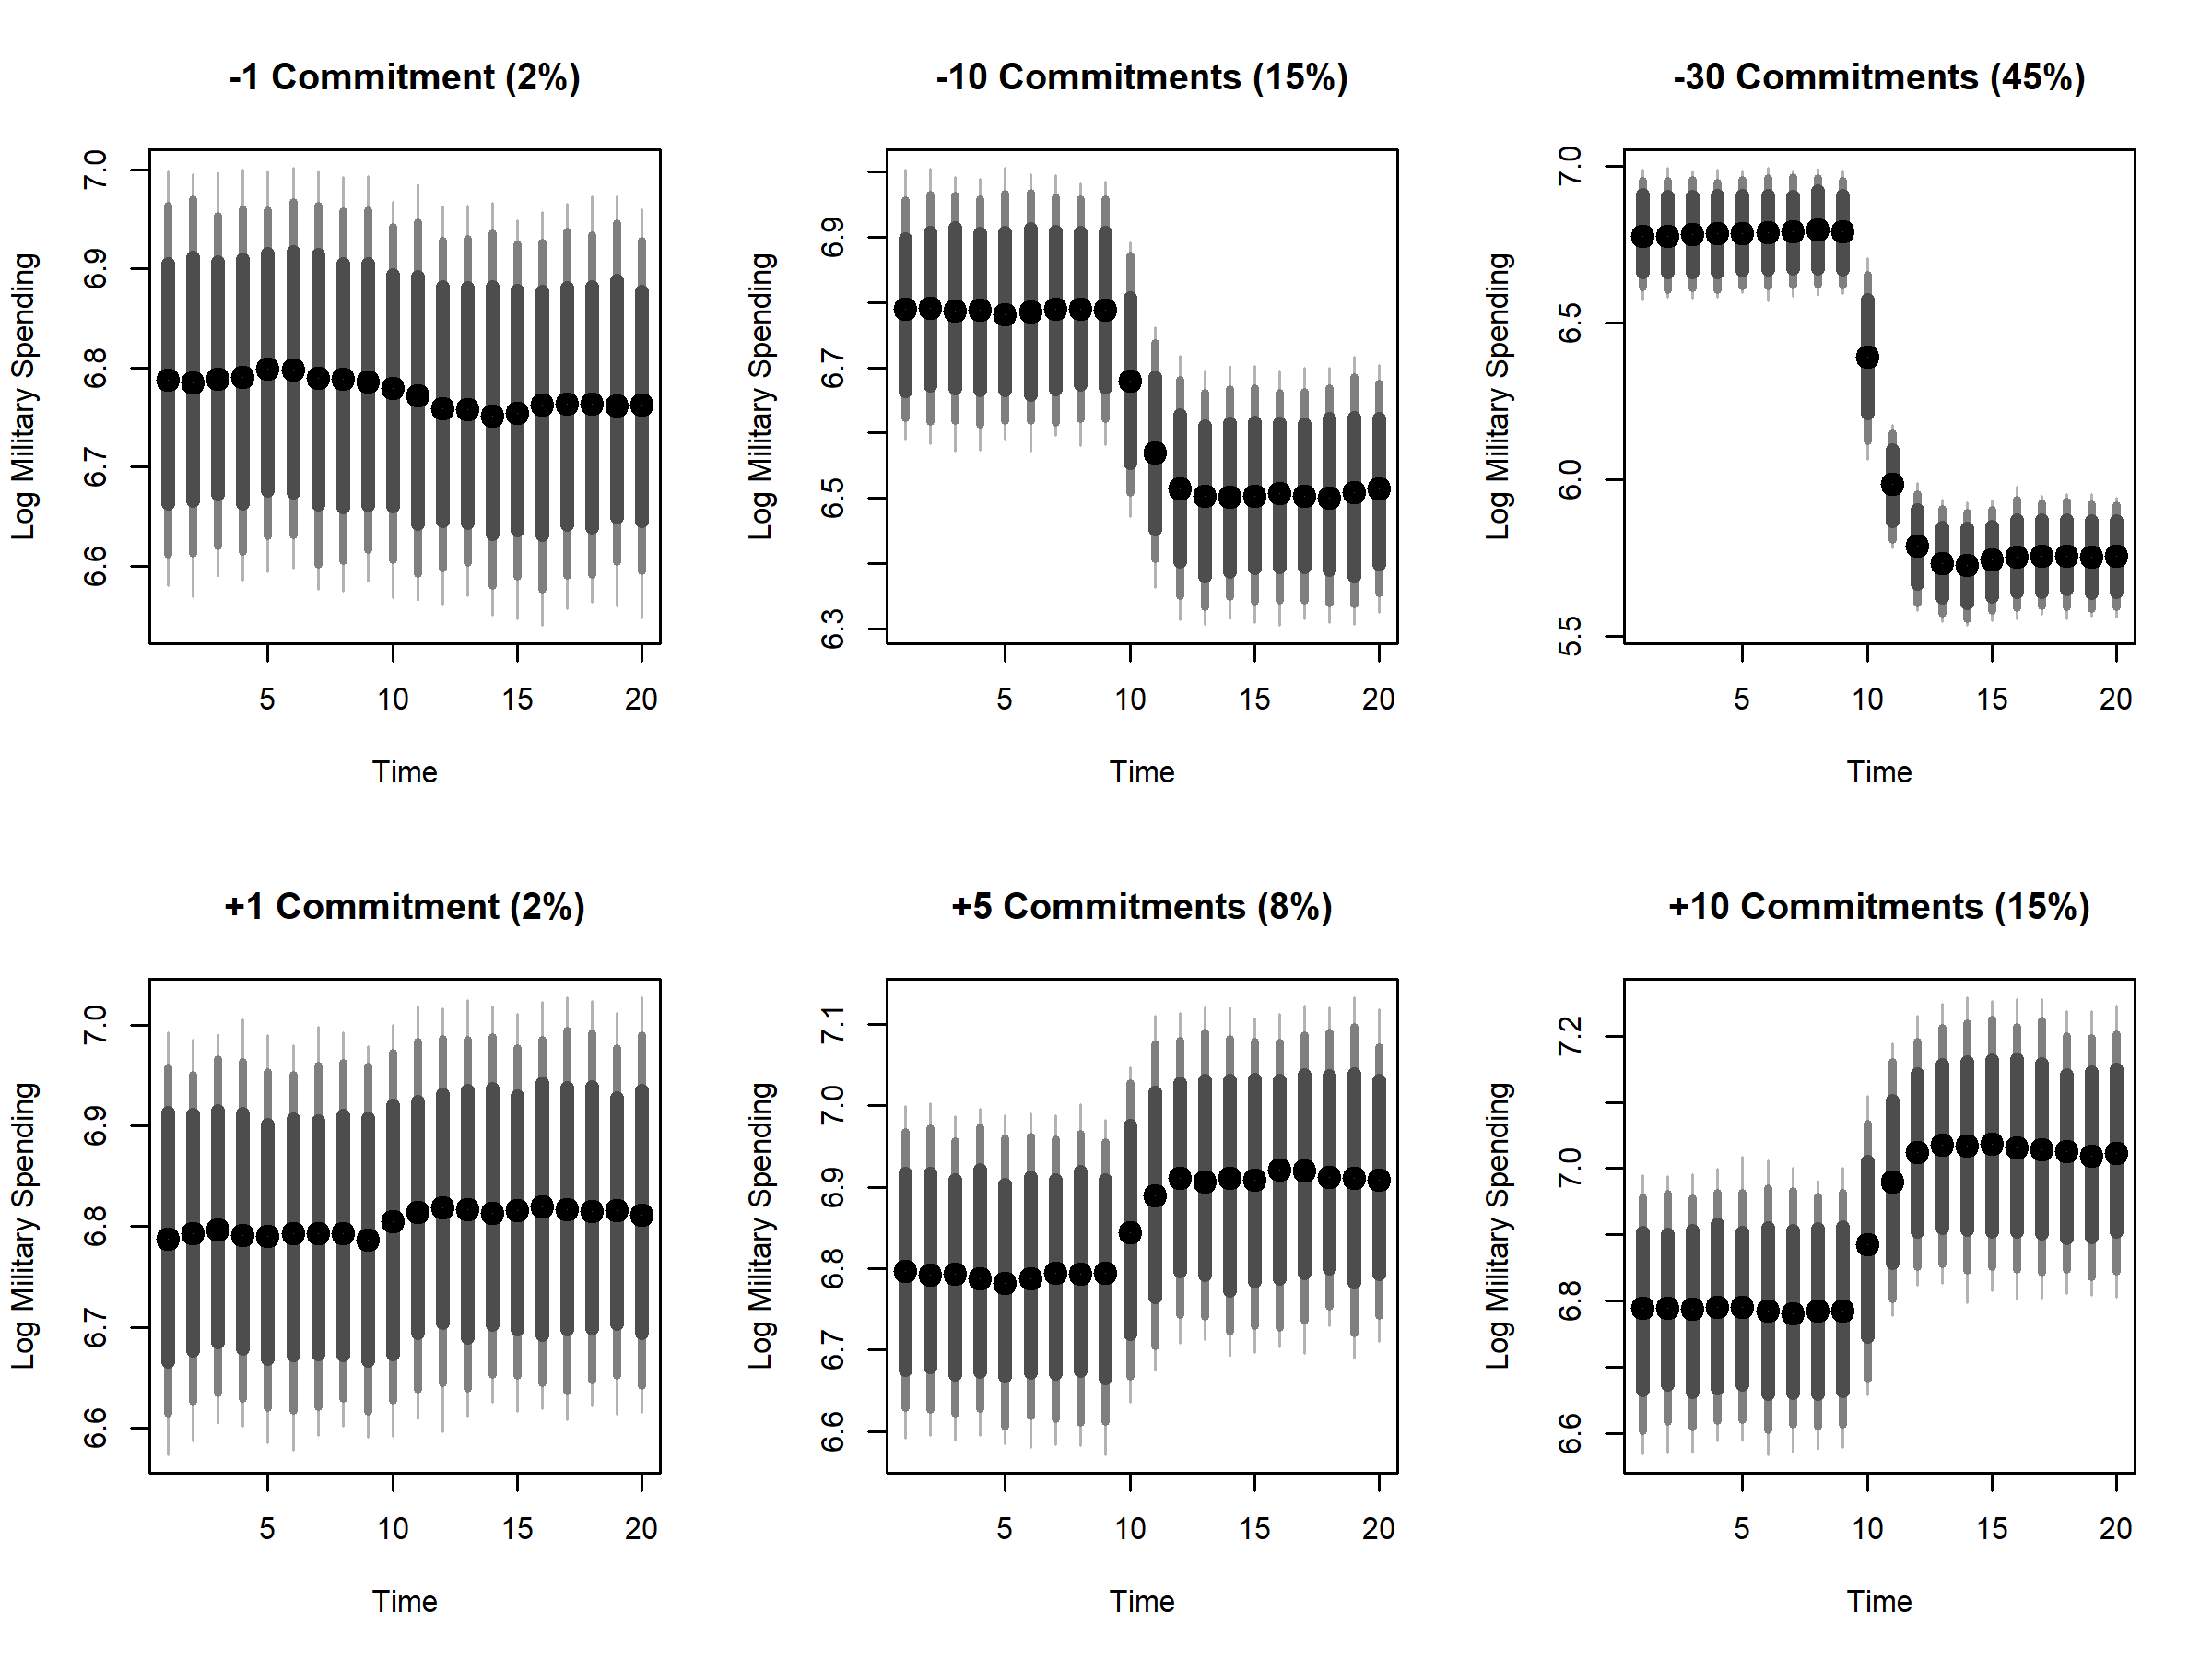 -1 Commitment (2%)
Log Military Spending
7.0
6.9
6.8
6.7
6.6
5 10 15 20
Time
-10 Commitments (15%)
Log Military Spending
6.9
6.7
6.5
6.3
5 10 15 20
Time
-30 Commitments (45%)
Log Military Spending
7.0
6.5
6.0
5.5
5 10 15 20
Time
+1 Commitment (2%)
Log Military Spending
7.0
6.9
6.8
6.7
6.6
5 10 15 20
Time
+5 Commitments (8%)
Log Military Spending
7.1
7.0
6.9
6.8
6.7
6.6
5 10 15 20
Time
+10 Commitments (15%)
Log Military Spending
7.2
7.0
6.8
6.6
5 10 15 20
Time